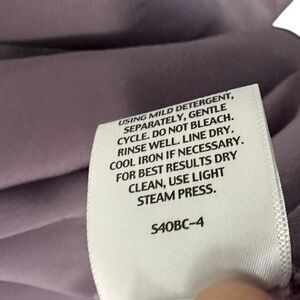 USING MILD DETERGENT,
SEPARATELY, GENTLE
CYCLE. DO NOT BLEACH.
RINSE WELL. LINE DRY.
COOL IRON IF NECESSARY.
FOR BEST RESULTS DRY
CLEAN, USE LIGHT
STEAM PRESS.
S40BC-4